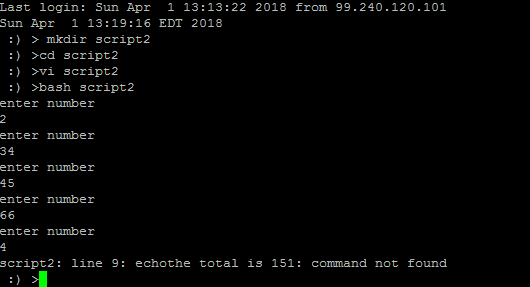 Last login: Sun Apr  1 13:13:22 2018 from 99.240.120.101
Sun Apr  1 13:19:16 EDT 2018
 :) > mkdir script2
 :) >cd script2
 :) >vi script2
 :) >bash script2
enter number
2
enter number
34
enter number
45
enter number
66
enter number
4
script2: line 9: echothe total is 151: command not found
 :) >